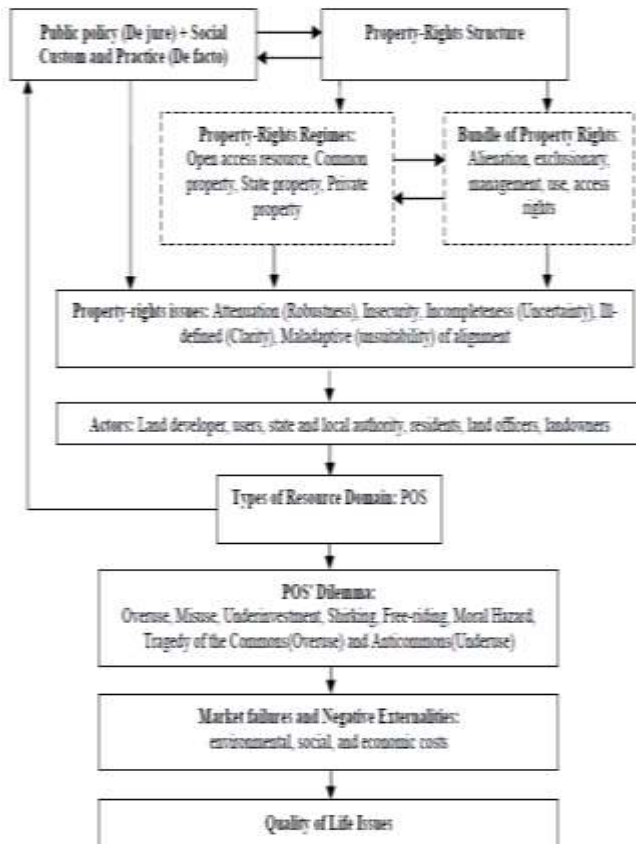 Public policy (De jure) + Social
Custom and Practice (De facto)
Property-Rights Structure
Property-Rights Regimes:
Open access resource, Common
property, State property, Private
property
Bundle of Property Rights:
Alienation, exclusionary,
management, use, access
rights
Property-rights issues: Attenuation (Robustness), Insecurity, Incompleteness (Uncertainty), Ill-
defined (Clarity), Maladaptive (unsuitability) of alignment
Actors: Land developer, users, state and local authority, residents, land officers, landowners
Types of Resource Domain: POS
POS' Dilemma:
Overuse, Misuse, Underinvestment, Shirking, Free-riding, Moral Hazard,
Tragedy of the Commons(Overuse) and Anticommons(Underuse)
Market failures and Negative Externalities:
environmental, social, and economic costs
Quality of Life Issues